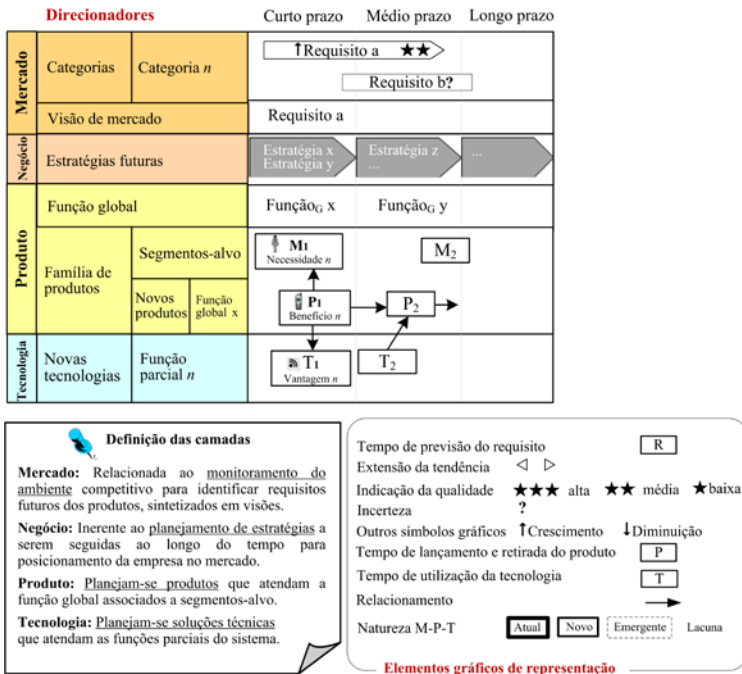 Direcionadores
Curto prazo
Médio prazo
Longo prazo
Mercado
Categorias
Categoria n
↑Requisito a ★★
Requisito b?
Visão de mercado
Requisito a
Negócio
Estratégias futuras
Estratégia x
Estratégia y
Estratégia z
...
...
Produto
Função global
FunçãoG x
FunçãoG y
Família de
produtos
Segmentos-alvo
M1
Necessidade n
M2
Novos
produtos
Função
global x
P1
Benefício n
P2
Tecnologia
Novas
tecnologias
Função
parcial n
T1
Vantagem n
T2
Definição das camadas
Mercado: Relacionada ao monitoramento do
ambiente competitivo para identificar requisitos
futuros dos produtos, sintetizados em visões.
Negócio: Inerente ao planejamento de estratégias a
serem seguidas ao longo do tempo para
posicionamento da empresa no mercado.
Produto: Planejam-se produtos que atendam a
função global associados a segmentos-alvo.
Tecnologia: Planejam-se soluções técnicas
que atendam as funções parciais do sistema.
Tempo de previsão do requisito R
Extensão da tendência ◁ ▷
Indicação da qualidade ★★★ alta ★★ média ★baixa
Incerteza ?
Outros símbolos gráficos ↑Crescimento ↓Diminuição
Tempo de lançamento e retirada do produto P
Tempo de utilização da tecnologia T
Relacionamento
Natureza M-P-T Atual Novo Emergente Lacuna
Elementos gráficos de representação